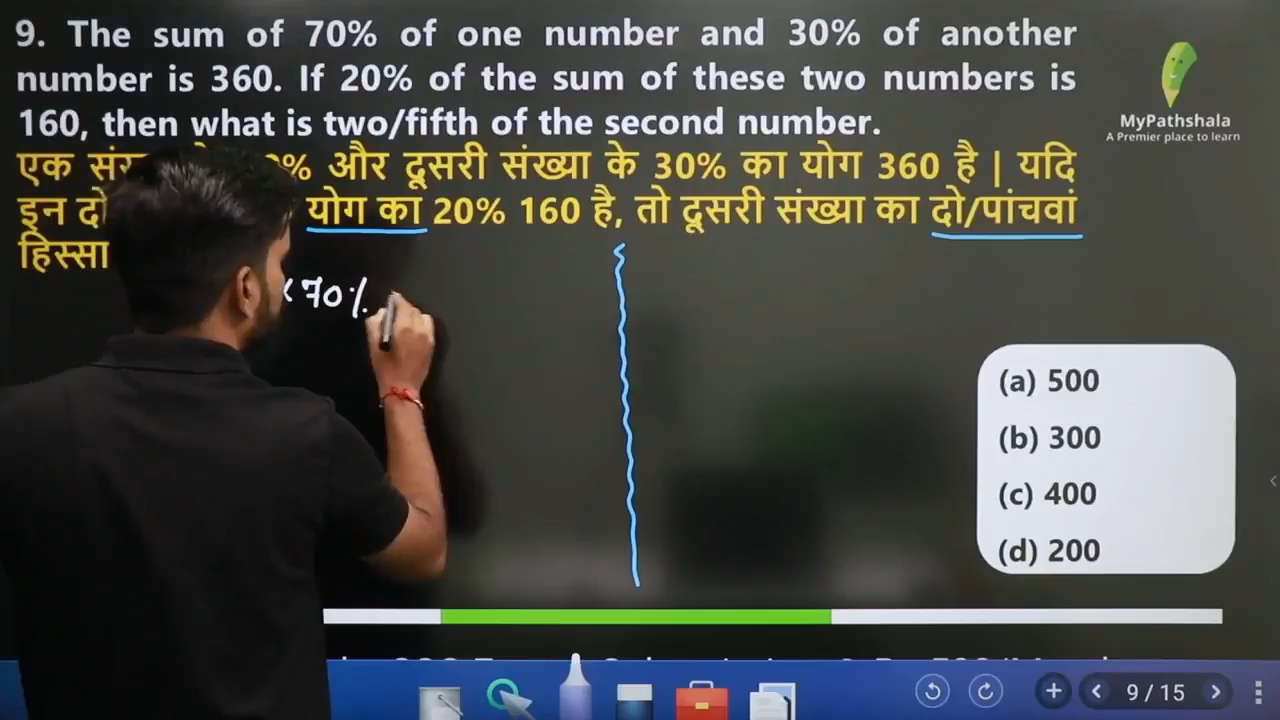 9. The sum of 70% of one number and 30% of another
number is 360. If 20% of the sum of these two numbers is
160, then what is two/fifth of the second number.
एक % और दूसरी संख्या के 30% का योग 360 है | यदि
इन योग का 20% 160 है, तो दूसरी संख्या का दो/पांचवां
हिस्सा
MyPathshala
A Premier place to learn
70%
(a) 500
(b) 300
(c) 400
(d) 200
9 / 15